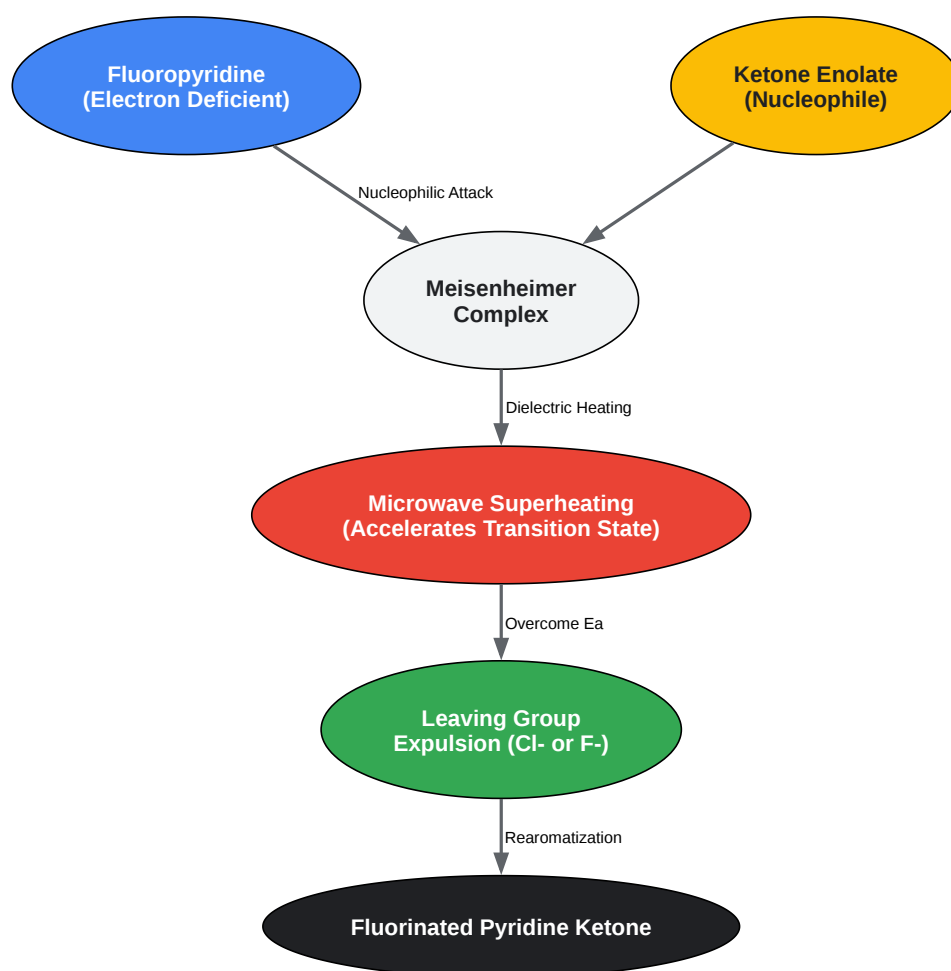 Fluoropyridine
(Electron Deficient)
Ketone Enolate
(Nucleophile)
Nucleophilic Attack
Meisenheimer
Complex
Dielectric Heating
Microwave Superheating
(Accelerates Transition State)
Overcome Ea
Leaving Group
Expulsion (Cl- or F-)
Rearomatization
Fluorinated Pyridine Ketone